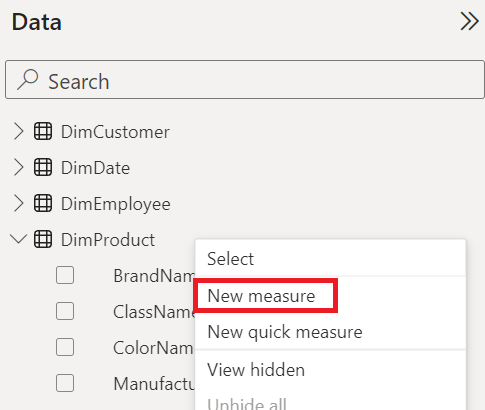 Data
Search
DimCustomer
DimDate
DimEmployee
DimProduct
Select
BrandNam
New measure
ClassName
New quick measure
ColorNam
View hidden
Manufactu
Unhide all